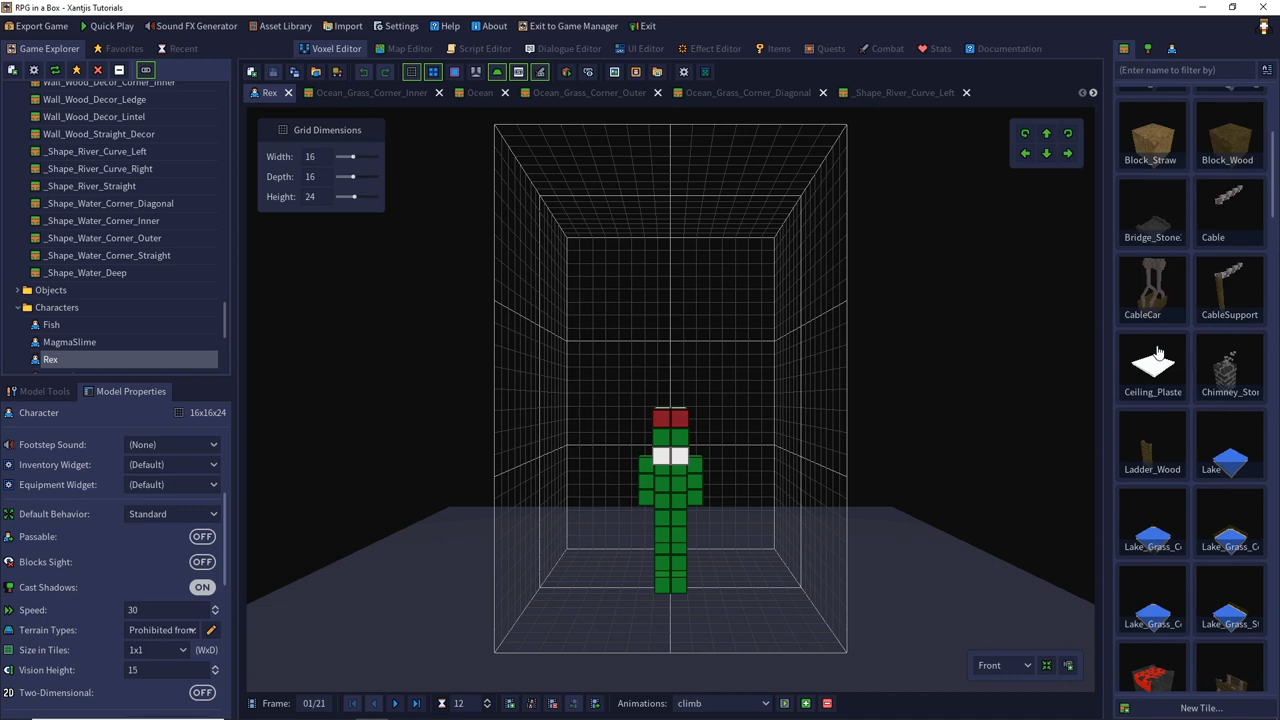 RPG in a Box - Xantjis Tutorials
Export Game Quick Play Sound FX Generator Asset Library Import Settings Help About Exit to Game Manager Exit
Game Explorer Favorites Recent
Voxel Editor Map Editor Script Editor Dialogue Editor UI Editor Effect Editor Items Quests Combat Stats Documentation
(Enter name to filter by)
Rex Ocean_Grass_Corner_Inner Ocean Ocean_Grass_Corner_Outer Ocean_Grass_Corner_Diagonal _Shape_River_Curve_Left
Wall_Wood_Decor_Corner_Inner
Wall_Wood_Decor_Ledge
Wall_Wood_Decor_Lintel
Wall_Wood_Straight_Decor
_Shape_River_Curve_Left
_Shape_River_Curve_Right
_Shape_River_Straight
_Shape_Water_Corner_Diagonal
_Shape_Water_Corner_Inner
_Shape_Water_Corner_Outer
_Shape_Water_Corner_Straight
_Shape_Water_Deep
Objects
Characters
Fish
MagmaSlime
Rex
Model Tools Model Properties
Character 16x16x24
Footstep Sound: (None)
Inventory Widget: (Default)
Equipment Widget: (Default)
Default Behavior: Standard
Passable: OFF
Blocks Sight: OFF
Cast Shadows: ON
Speed: 30
Terrain Types: Prohibited from:
Size in Tiles: 1x1 (WxD)
Vision Height: 15
2D Two-Dimensional: OFF
Grid Dimensions
Width: 16
Depth: 16
Height: 24
Front
Frame: 01/21 12 Animations: climb
Block_Straw Block_Wood
Bridge_Stone. Cable
CableCar CableSupport
Ceiling_Plaste Chimney_Stor
Ladder_Wood Lake
Lake_Grass_Co Lake_Grass_Co
Lake_Grass_Co Lake_Grass_St
New Tile...